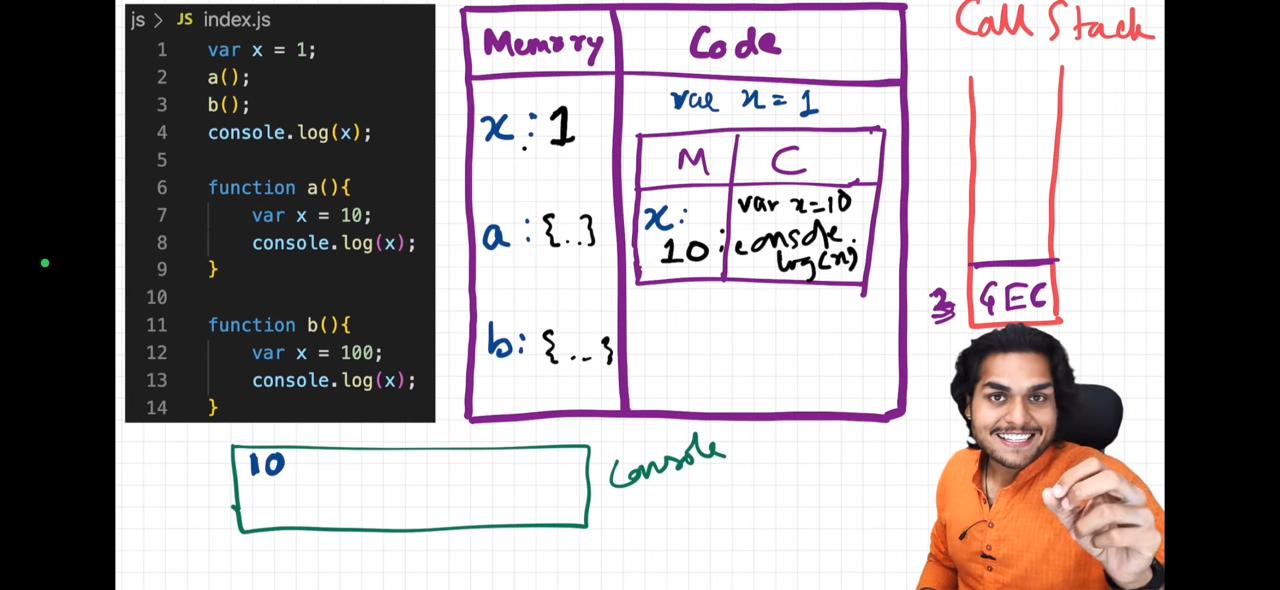 js > JS index.js
1 var x = 1;
2 a();
3 b();
4 console.log(x);
5
6 function a(){
7 var x = 10;
8 console.log(x);
9 }
10
11 function b(){
12 var x = 100;
13 console.log(x);
14 }
Memory
Code
x : 1
a : {..}
b : {..}
var x = 1
M
C
x :
10
var x=10
: console.
log(x)
Call Stack
GEC
10
Console